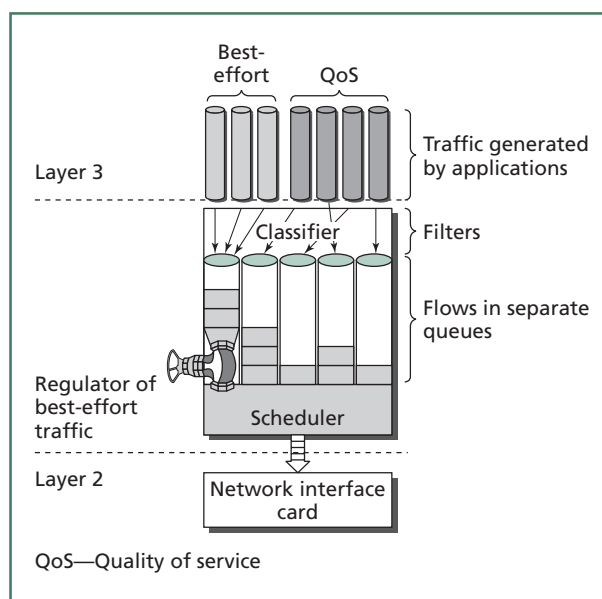 Best-
effort
QoS
Traffic generated
by applications
Layer 3
Classifier
Filters
Flows in separate
queues
Regulator of
best-effort
traffic
Scheduler
Layer 2
Network interface
card
QoS—Quality of service